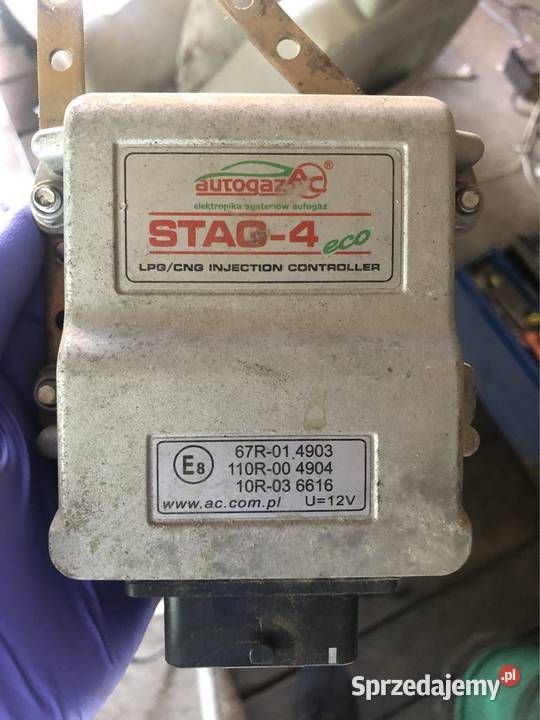 autogaz AC ®
elektronika systemów autogaz
STAG-4 eco
LPG/CNG INJECTION CONTROLLER
E8
67R-01 4903
110R-00 4904
10R-03 6616
www.ac.com.pl U=12V
Sprzedajemy.pl